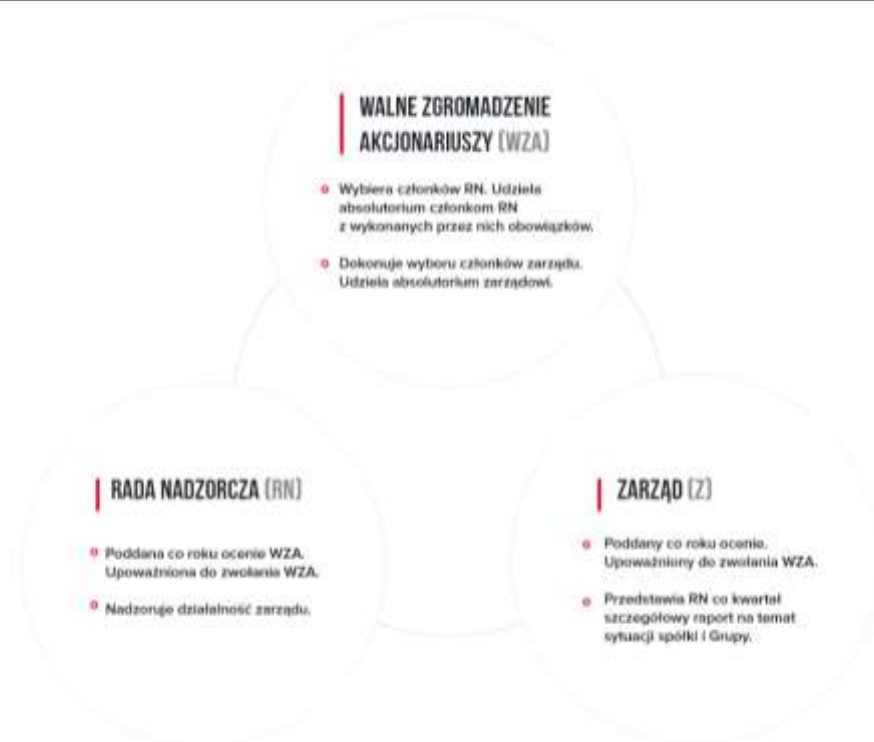 WALNE ZGROMADZENIE
AKCJONARIUSZY (WZA)
Wybiera członków RN. Udziela
absolutorium członkom RN
z wykonanych przez nich obowiązków.
Dokonuje wyboru członków zarządu.
Udziela absolutorium zarządowi.
RADA NADZORCZA (RN)
Poddana co roku ocenie WZA.
Upoważniona do zwołania WZA.
Nadzoruje działalność zarządu.
ZARZĄD (Z)
Poddany co roku ocenie.
Upoważniony do zwołania WZA.
Przedstawia RN co kwartał
szczegółowy raport na temat
sytuacji spółki i Grupy.